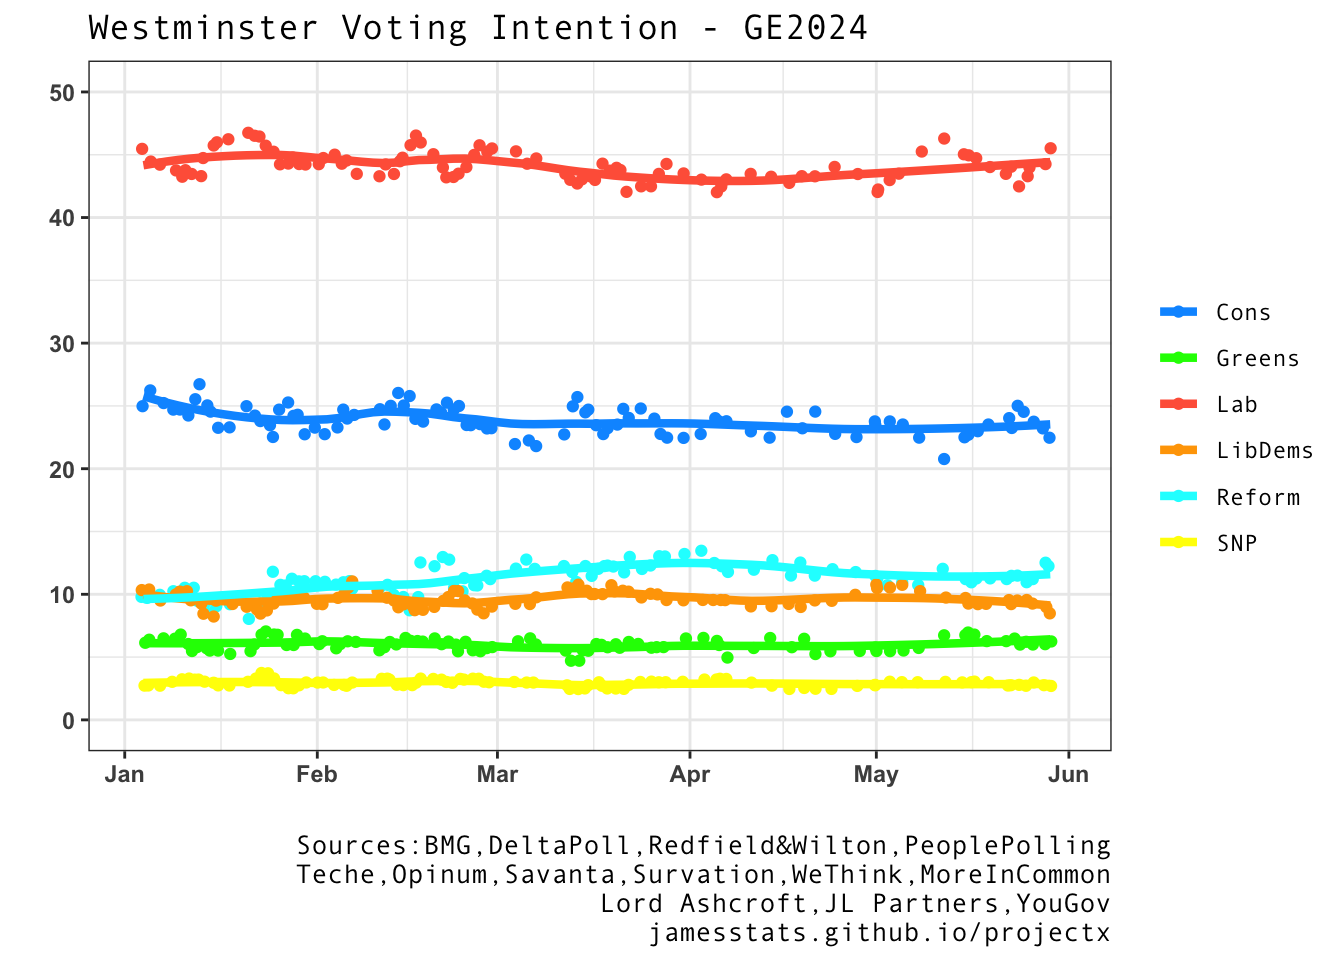 Westminster Voting Intention - GE2024
50
40
30
20
10
0
Jan Feb Mar Apr May Jun
Cons
Greens
Lab
LibDems
Reform
SNP
Sources:BMG,DeltaPoll,Redfield&Wilton,PeoplePolling
Teche,Opinum,Savanta,Survation,WeThink,MoreInCommon
Lord Ashcroft,JL Partners,YouGov
jamesstats.github.io/projectx